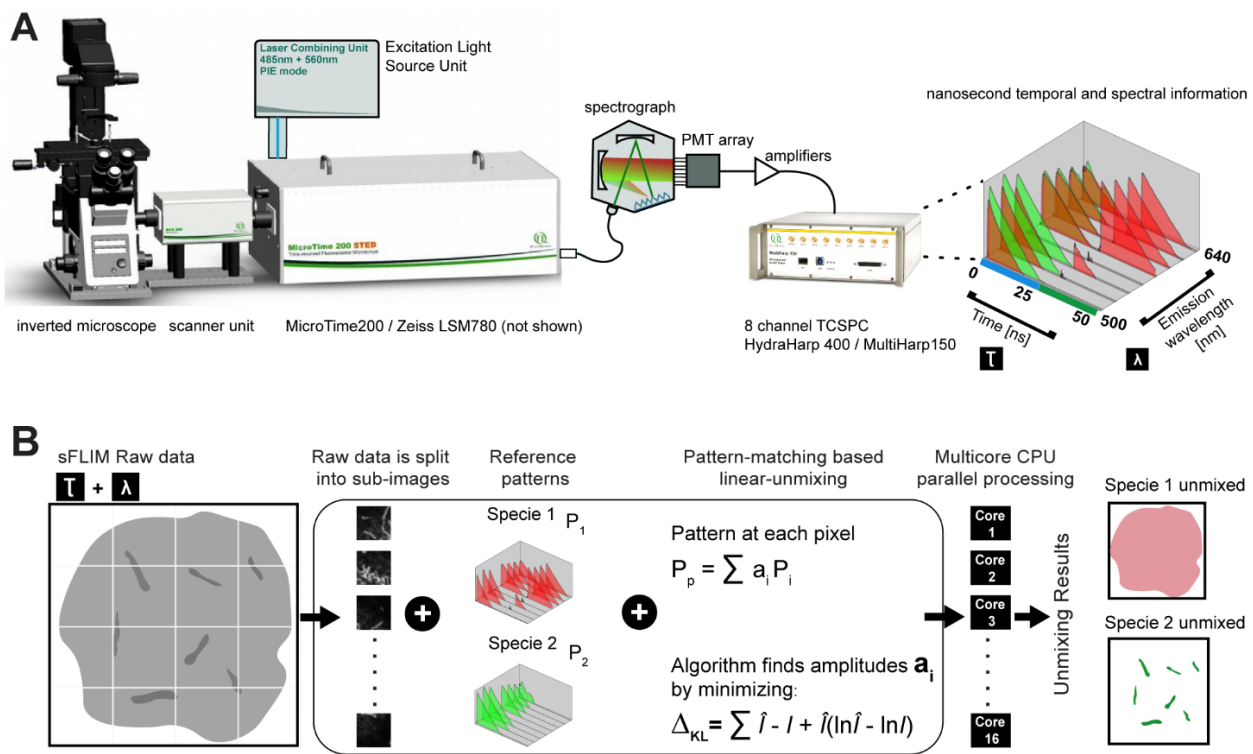 A
Laser Combining Unit
485nm + 560nm
PIE mode
Excitation Light
Source Unit
spectrograph
PMT array
amplifiers
nanosecond temporal and spectral information
MicroTime 200 STED
Time-resolved Fluorescence Microscope
MultiHarp 150
0
25
50
500
640
Time [ns]
Emission
wavelength
[nm]
τ
λ
inverted microscope
scanner unit
MicroTime200 / Zeiss LSM780 (not shown)
8 channel TCSPC
HydraHarp 400 / MultiHarp150
B
sFLIM Raw data
τ + λ
Raw data is split
into sub-images
Reference
patterns
Pattern-matching based
linear-unmixing
Multicore CPU
parallel processing
+
Specie 1 P1
Specie 2 P2
+
Pattern at each pixel
Pp = ∑ ai Pi
Algorithm finds amplitudes ai
by minimizing:
ΔKL= ∑ Î - I + Î(lnÎ - lnI)
Core
1
Core
2
Core
3
Core
16
Unmixing Results
Specie 1 unmixed
Specie 2 unmixed